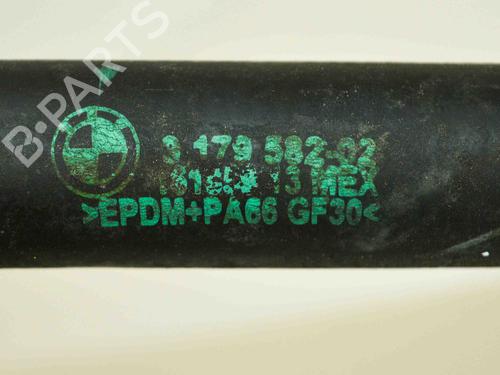 B-PARTS
3 179 582-02
13 MEX
>EPDM+PA66 GF30<